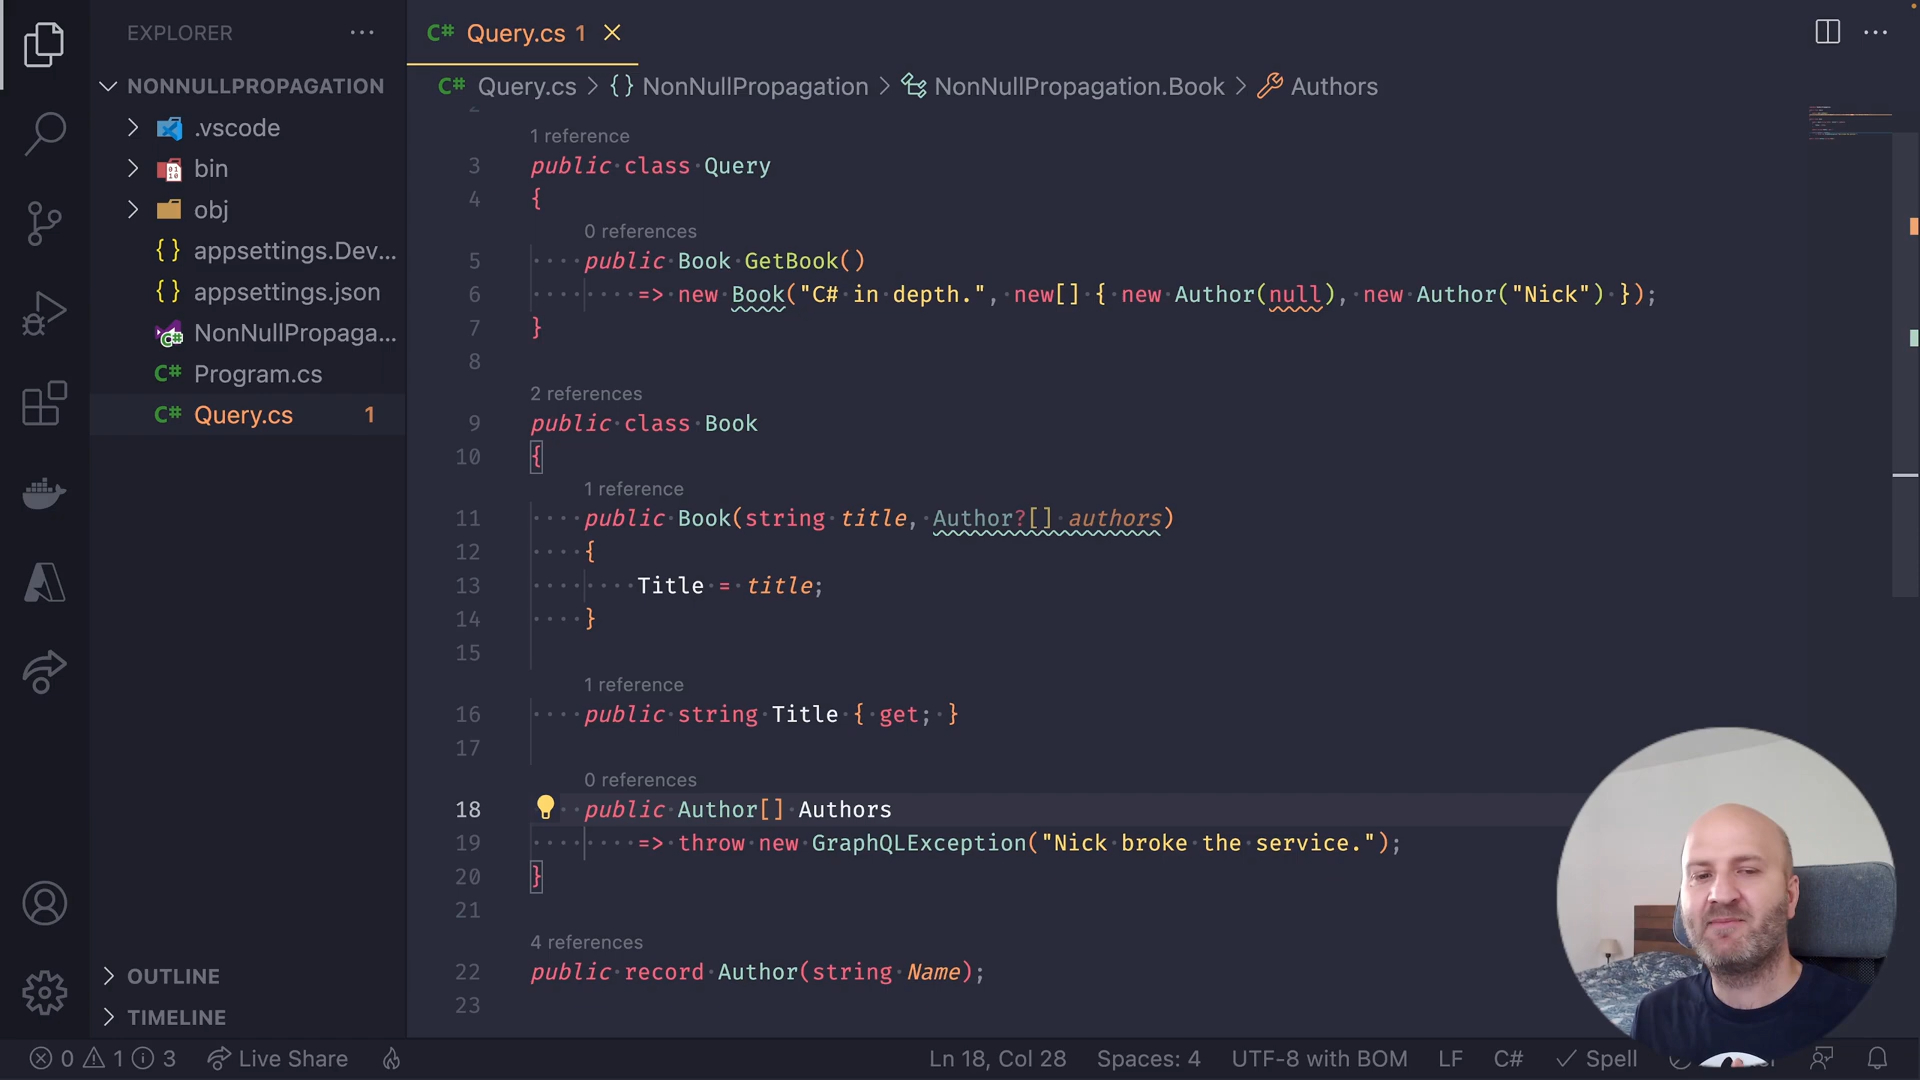 EXPLORER
NONNULLPROPAGATION
.vscode
bin
obj
{} appsettings.Dev...
{} appsettings.json
NonNullPropaga...
C# Program.cs
C# Query.cs 1
OUTLINE
TIMELINE
C# Query.cs 1
C# Query.cs > {} NonNullPropagation > NonNullPropagation.Book > Authors
2
1 reference
3 public class Query
4 {
0 references
5 public Book GetBook()
6 => new Book("C# in depth.", new[] { new Author(null), new Author("Nick") });
7 }
8
2 references
9 public class Book
10 {
1 reference
11 public Book(string title, Author?[] authors)
12 {
13 Title = title;
14 }
15
1 reference
16 public string Title { get; }
17
0 references
18 public Author[] Authors
19 => throw new GraphQLException("Nick broke the service.");
20 }
21
4 references
22 public record Author(string Name);
23
0 1 3 Live Share Ln 18, Col 28 Spaces: 4 UTF-8 with BOM LF C# Spell